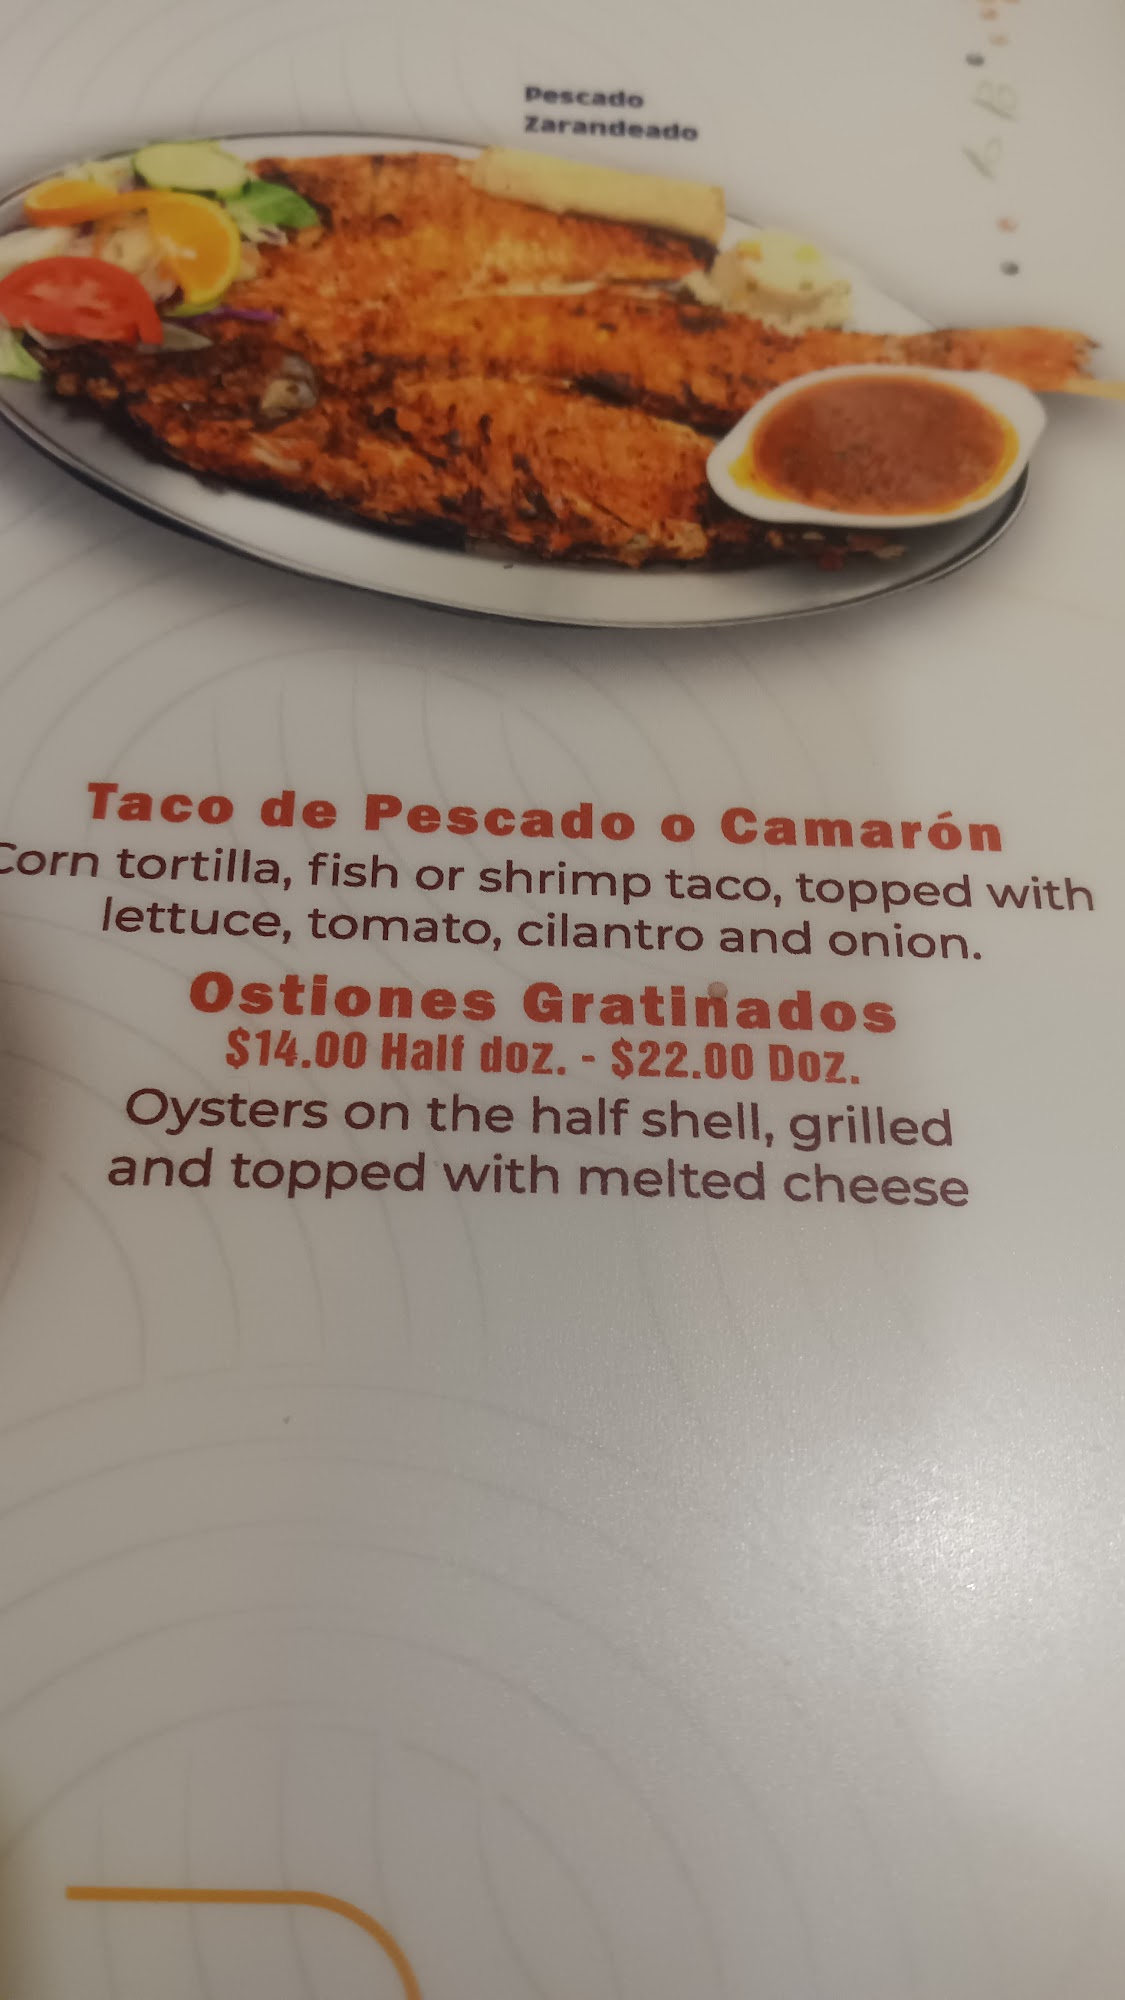 Pescado
Zarandeado
Taco de Pescado o Camarón
Corn tortilla, fish or shrimp taco, topped with
lettuce, tomato, cilantro and onion.
Ostiones Gratinados
$14.00 Half doz. - $22.00 Doz.
Oysters on the half shell, grilled
and topped with melted cheese